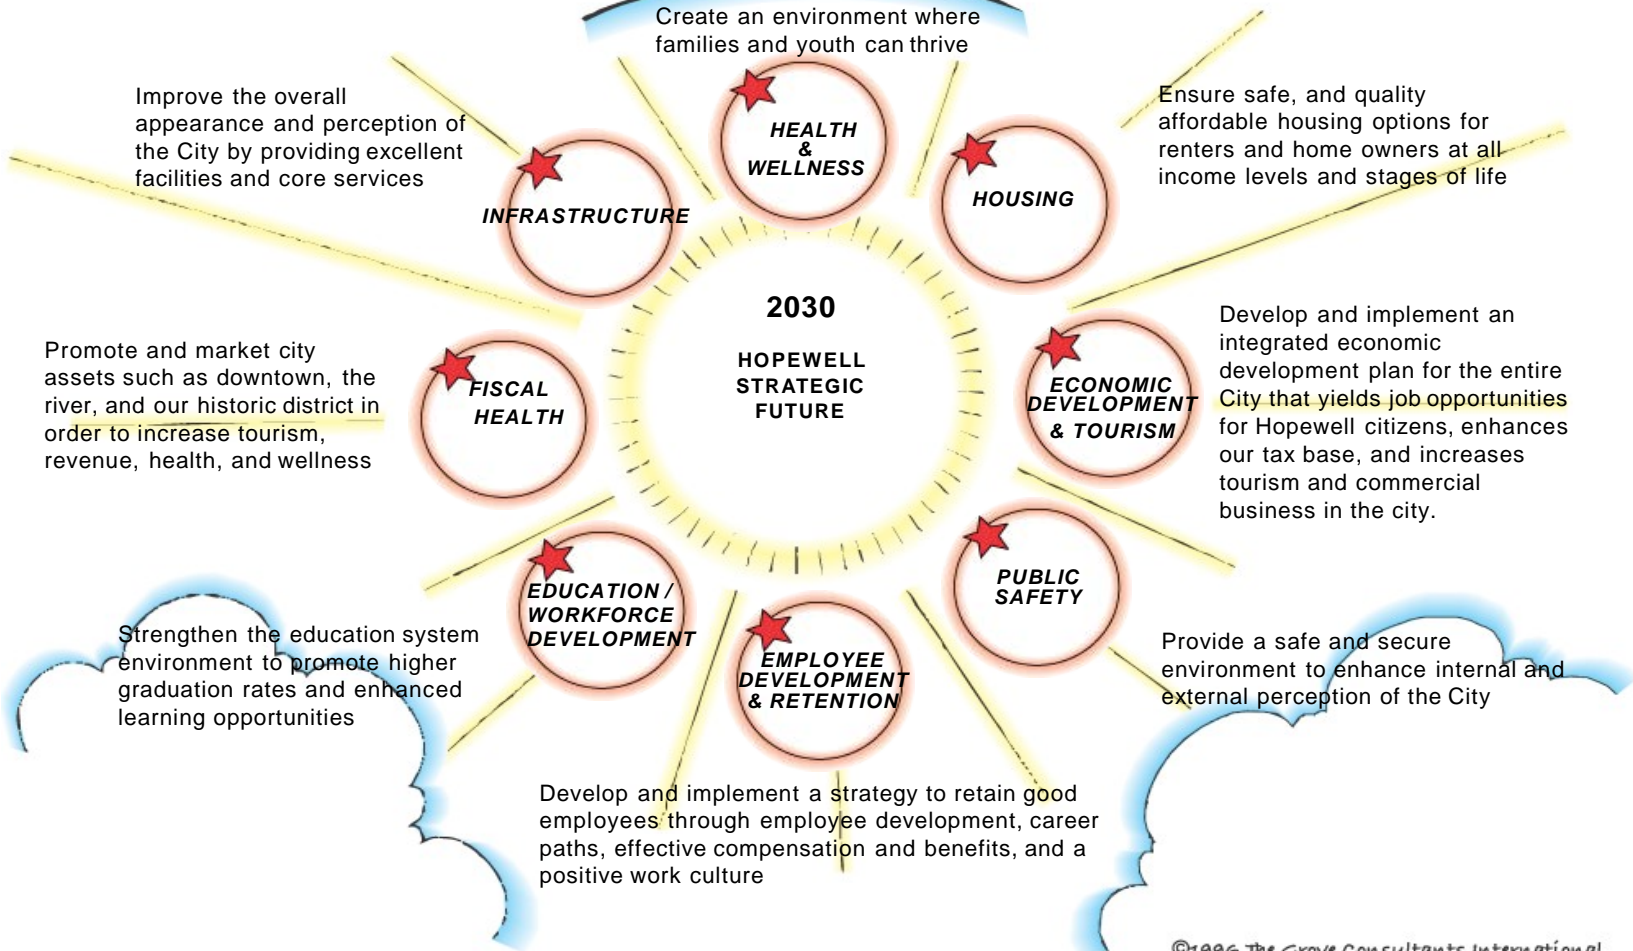 Create an environment where
families and youth can thrive
Improve the overall
appearance and perception of
the City by providing excellent
facilities and core services
Ensure safe, and quality
affordable housing options for
renters and home owners at all
income levels and stages of life
HEALTH
&
WELLNESS
INFRASTRUCTURE
HOUSING
2030
HOPEWELL
STRATEGIC
FUTURE
Promote and market city
assets such as downtown, the
river, and our historic district in
order to increase tourism,
revenue, health, and wellness
FISCAL
HEALTH
ECONOMIC
DEVELOPMENT
& TOURISM
Develop and implement an
integrated economic
development plan for the entire
City that yields job opportunities
for Hopewell citizens, enhances
our tax base, and increases
tourism and commercial
business in the city.
EDUCATION /
WORKFORCE
DEVELOPMENT
PUBLIC
SAFETY
EMPLOYEE
DEVELOPMENT
& RETENTION
Strengthen the education system
environment to promote higher
graduation rates and enhanced
learning opportunities
Provide a safe and secure
environment to enhance internal and
external perception of the City
Develop and implement a strategy to retain good
employees through employee development, career
paths, effective compensation and benefits, and a
positive work culture
©1996 The Grove Consultants International